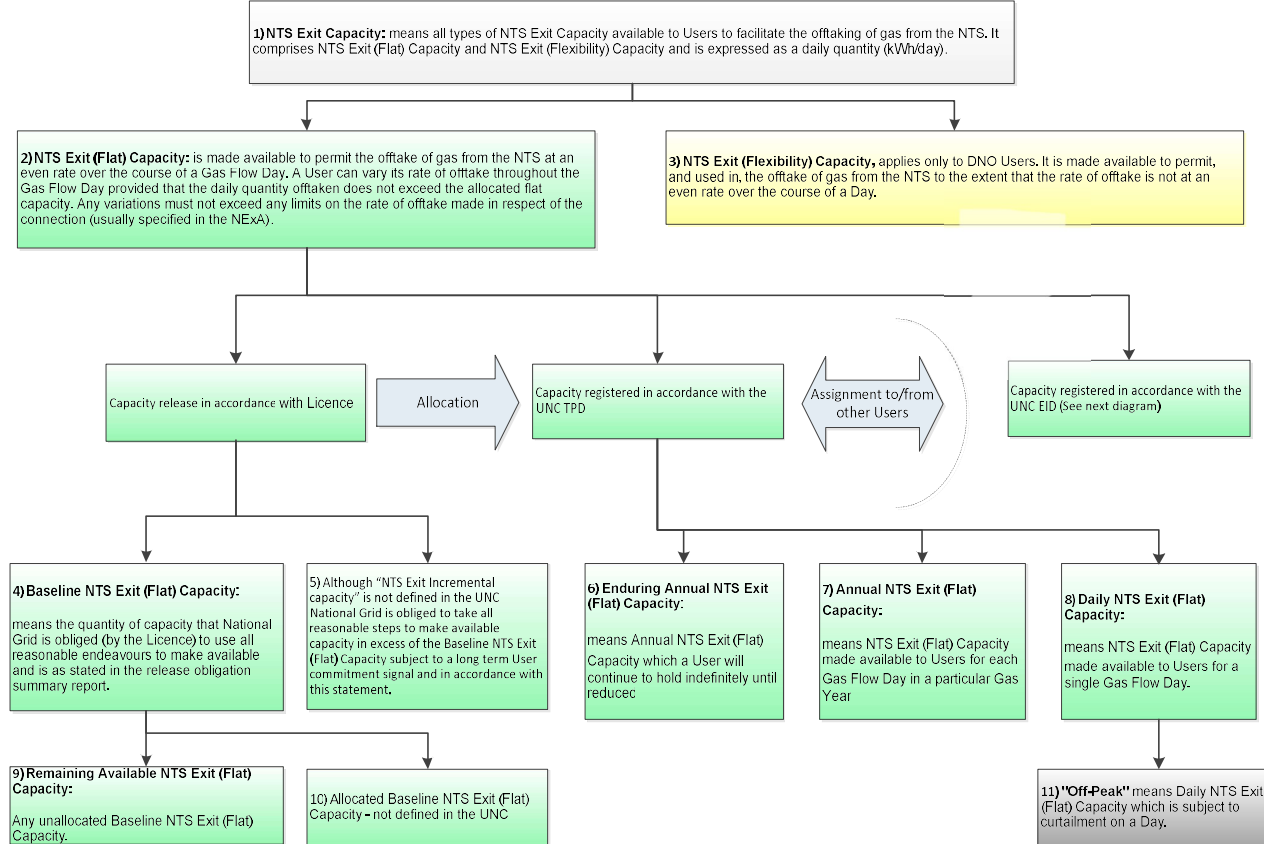 1) NTS Exit Capacity: means all types of NTS Exit Capacity available to Users to facilitate the offtaking of gas from the NTS. It
comprises NTS Exit (Flat) Capacity and NTS Exit (Flexibility) Capacity and is expressed as a daily quantity (kWh/day).
2) NTS Exit (Flat) Capacity: is made available to permit the offtake of gas from the NTS at an
even rate over the course of a Gas Flow Day. A User can vary its rate of offtake throughout the
Gas Flow Day provided that the daily quantity offtaken does not exceed the allocated flat
capacity. Any variations must not exceed any limits on the rate of offtake made in respect of the
connection (usually specified in the NExA).
3) NTS Exit (Flexibility) Capacity, applies only to DNO Users. It is made available to permit,
and used in, the offtake of gas from the NTS to the extent that the rate of offtake is not at an
even rate over the course of a Day.
Capacity release in accordance with Licence
Allocation
Capacity registered in accordance with the
UNC TPD
Assignment to/from
other Users
Capacity registered in accordance with the
UNC EID (See next diagram)
4) Baseline NTS Exit (Flat) Capacity:
means the quantity of capacity that National
Grid is obliged (by the Licence) to use all
reasonable endeavours to make available
and is as stated in the release obligation
summary report.
5) Although “NTS Exit Incremental
capacity” is not defined in the UNC
National Grid is obliged to take all
reasonable steps to make available
capacity in excess of the Baseline NTS Exit
(Flat) Capacity subject to a long term User
commitment signal and in accordance with
this statement.
6) Enduring Annual NTS Exit
(Flat) Capacity:
means Annual NTS Exit (Flat)
Capacity which a User will
continue to hold indefinitely until
reduced
7) Annual NTS Exit (Flat)
Capacity:
means NTS Exit (Flat) Capacity
made available to Users for each
Gas Flow Day in a particular Gas
Year
8) Daily NTS Exit (Flat)
Capacity:
means NTS Exit (Flat) Capacity
made available to Users for a
single Gas Flow Day.
9) Remaining Available NTS Exit (Flat)
Capacity:
Any unallocated Baseline NTS Exit (Flat)
Capacity.
10) Allocated Baseline NTS Exit (Flat)
Capacity - not defined in the UNC
11) "Off-Peak" means Daily NTS Exit
(Flat) Capacity which is subject to
curtailment on a Day.